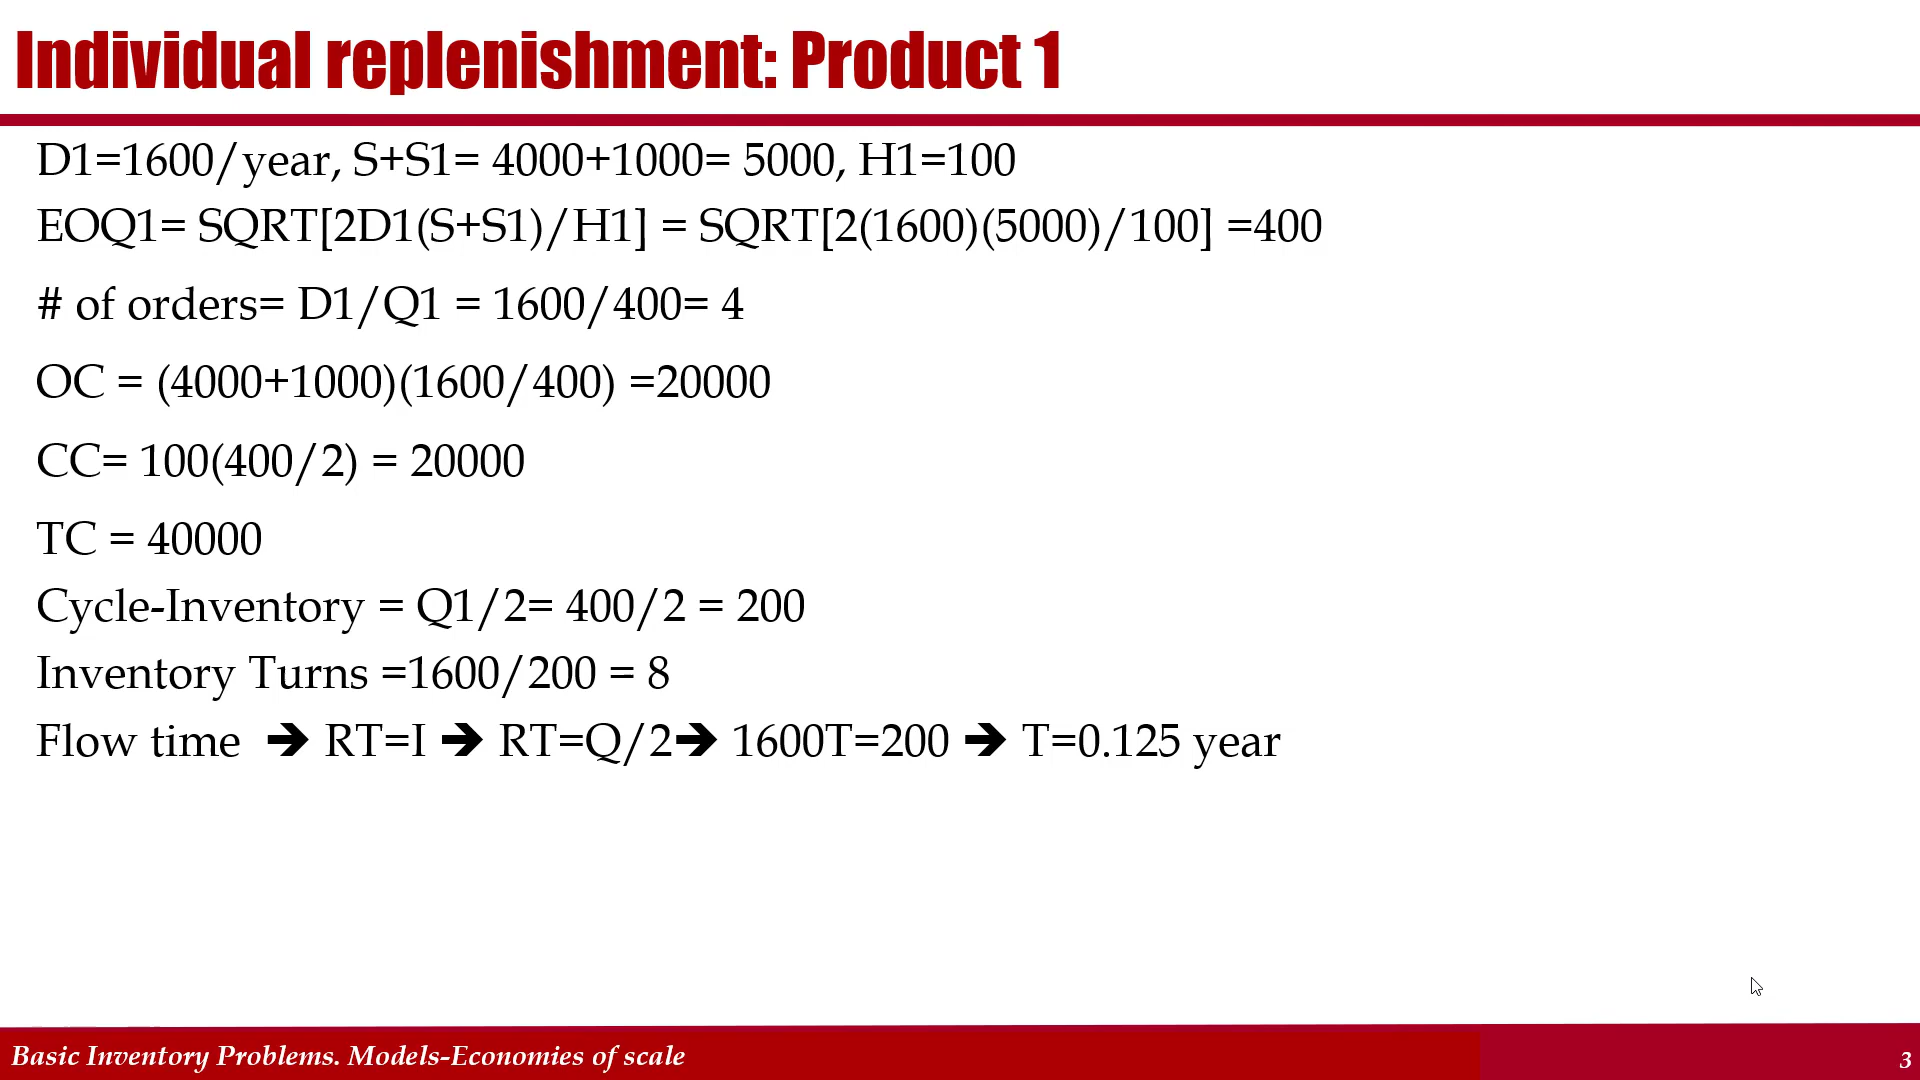 Individual replenishment: Product 1
D1=1600/year, S+S1= 4000+1000= 5000, H1=100
EOQ1= SQRT[2D1(S+S1)/H1] = SQRT[2(1600)(5000)/100] =400
# of orders= D1/Q1 = 1600/400= 4
OC = (4000+1000)(1600/400) =20000
CC= 100(400/2) = 20000
TC = 40000
Cycle-Inventory = Q1/2= 400/2 = 200
Inventory Turns =1600/200 = 8
Flow time ➔ RT=I ➔ RT=Q/2➔ 1600T=200 ➔ T=0.125 year
Basic Inventory Problems. Models-Economies of scale
3